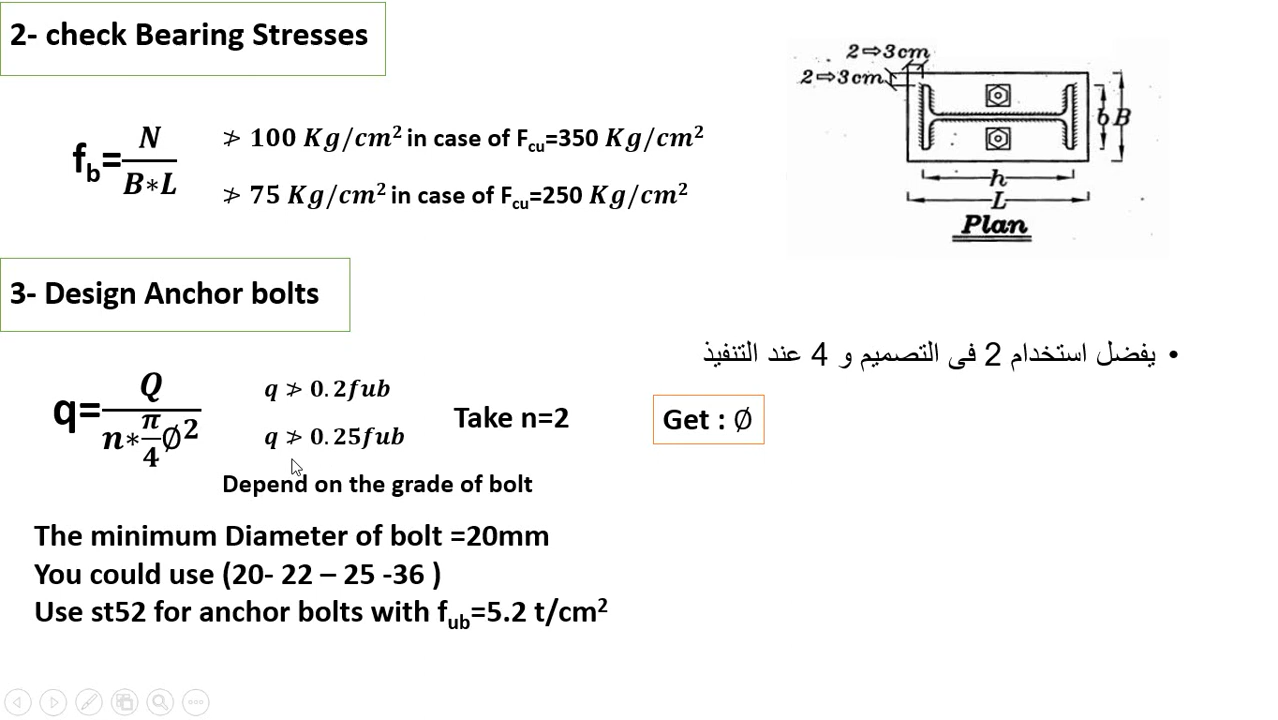 2- check Bearing Stresses
f_b = N / B*L
≯ 100 Kg/cm² in case of F_cu=350 Kg/cm²
≯ 75 Kg/cm² in case of F_cu=250 Kg/cm²
2⇒3cm
2⇒3cm
b B
h
L
Plan
3- Design Anchor bolts
• يفضل استخدام 2 فى التصميم و 4 عند التنفيذ
q= Q / n*π/4 ∅²
q ≯ 0.2fub
q ≯ 0.25fub
Take n=2
Get : ∅
Depend on the grade of bolt
The minimum Diameter of bolt =20mm
You could use (20- 22 – 25 -36 )
Use st52 for anchor bolts with f_ub=5.2 t/cm²